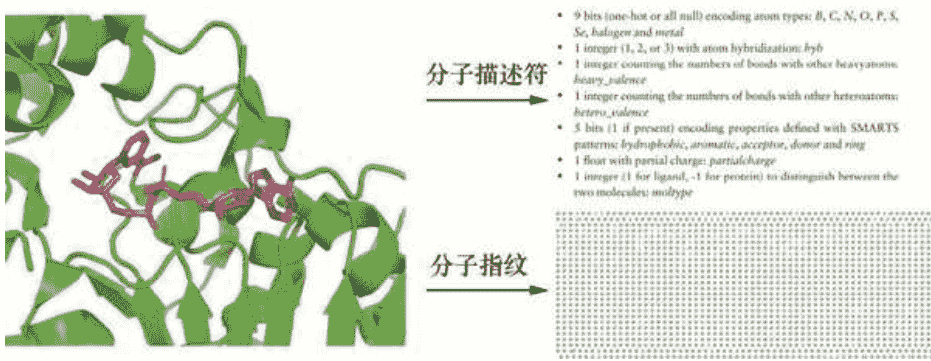 • 9 bits (one-hot or all null) encoding atom types: B, C, N, O, P, S,
Se, halogen and metal
• 1 integer (1, 2, or 3) with atom hybridization: hyb
• 1 integer counting the numbers of bonds with other heavyatoms:
heavy_valence
• 1 integer counting the numbers of bonds with other heteroatoms:
hetero_valence
• 5 bits (1 if present) encoding properties defined with SMARTS
patterns: hydrophobic, aromatic, acceptor, donor and ring
• 1 float with partial charge: partialcharge
• 1 integer (1 for ligand, -1 for protein) to distinguish between the
two molecules: moltype
分子描述符
分子指纹